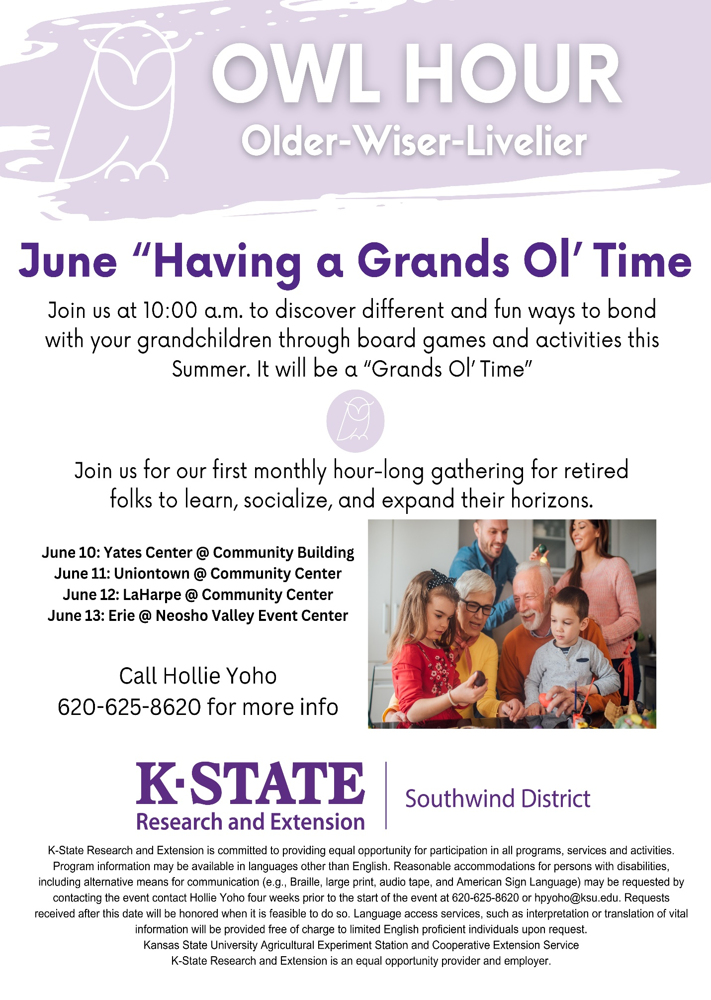 OWL HOUR
Older-Wiser-Livelier
June “Having a Grands Ol’ Time
Join us at 10:00 a.m. to discover different and fun ways to bond
with your grandchildren through board games and activities this
Summer. It will be a “Grands Ol’ Time”
Join us for our first monthly hour-long gathering for retired
folks to learn, socialize, and expand their horizons.
June 10: Yates Center @ Community Building
June 11: Uniontown @ Community Center
June 12: LaHarpe @ Community Center
June 13: Erie @ Neosho Valley Event Center
Call Hollie Yoho
620-625-8620 for more info
K-STATE
Research and Extension
Southwind District
K-State Research and Extension is committed to providing equal opportunity for participation in all programs, services and activities.
Program information may be available in languages other than English. Reasonable accommodations for persons with disabilities,
including alternative means for communication (e.g., Braille, large print, audio tape, and American Sign Language) may be requested by
contacting the event contact Hollie Yoho four weeks prior to the start of the event at 620-625-8620 or hpyoho@ksu.edu. Requests
received after this date will be honored when it is feasible to do so. Language access services, such as interpretation or translation of vital
information will be provided free of charge to limited English proficient individuals upon request.
Kansas State University Agricultural Experiment Station and Cooperative Extension Service
K-State Research and Extension is an equal opportunity provider and employer.